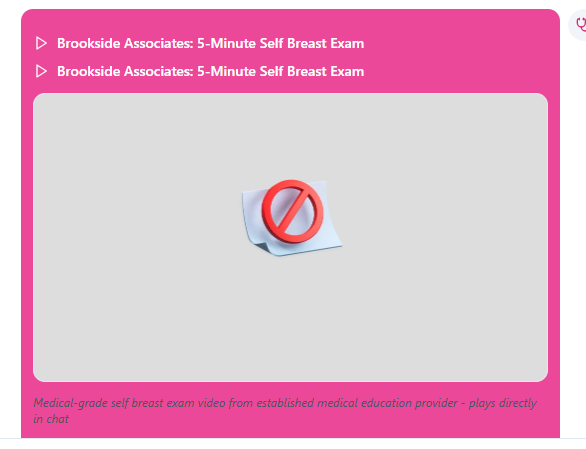 Brookside Associates: 5-Minute Self Breast Exam
Brookside Associates: 5-Minute Self Breast Exam
Medical-grade self breast exam video from established medical education provider - plays directly
in chat